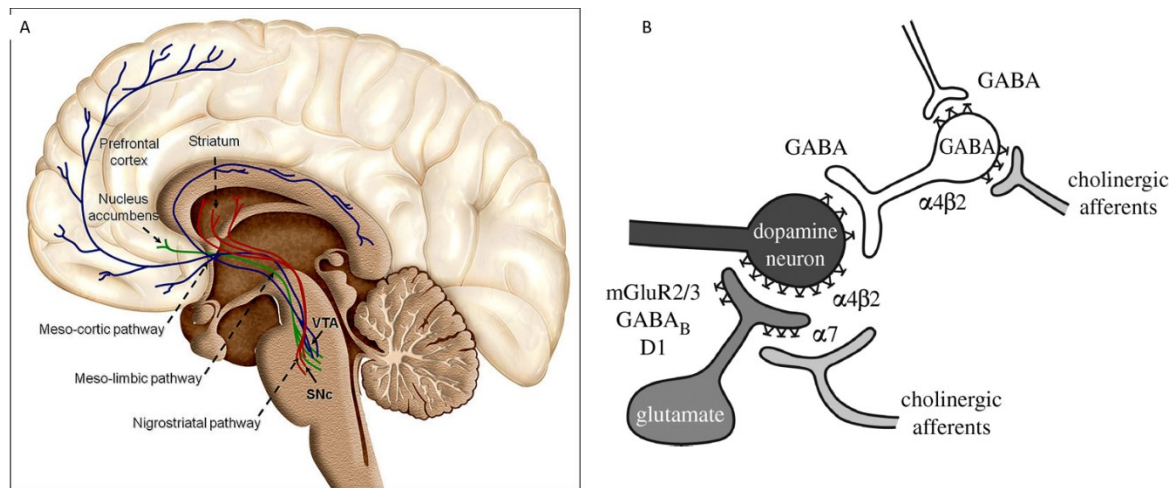 A
Prefrontal
cortex
Striatum
Nucleus
accumbens
Meso-cortic pathway
VTA
Meso-limbic pathway
SNc
Nigrostriatal pathway
B
GABA
GABA
GABA
cholinergic
afferents
α4β2
dopamine
neuron
α4β2
mGluR2/3
GABAB
D1
α7
glutamate
cholinergic
afferents